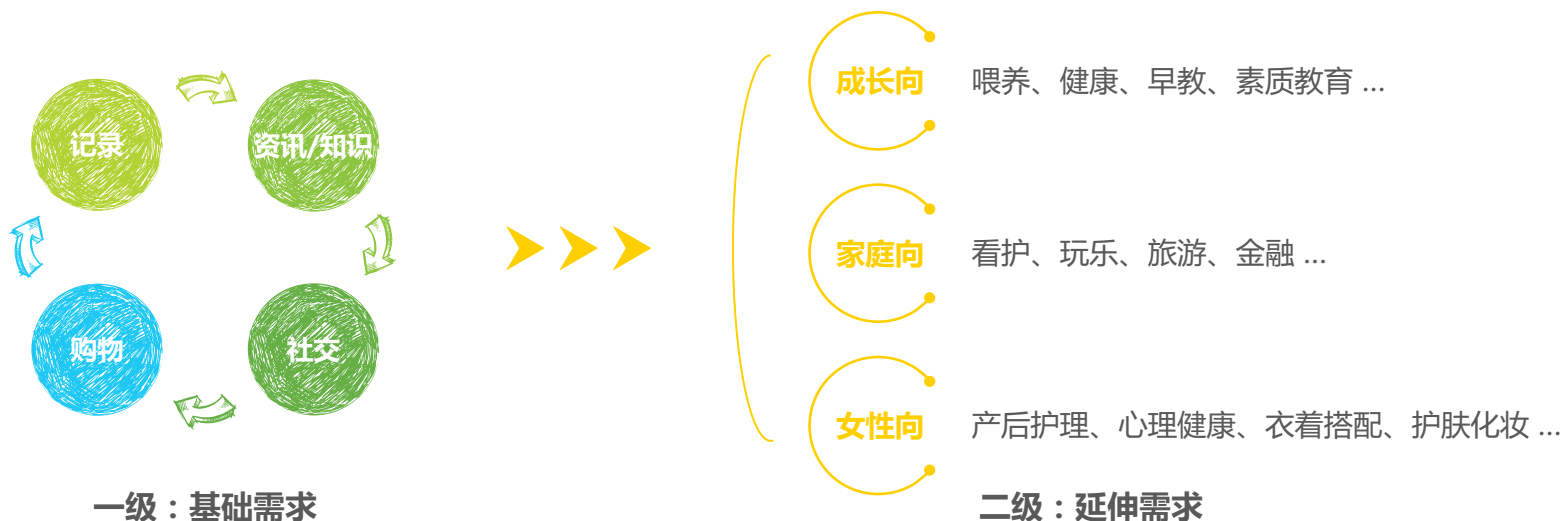 记录
资讯/知识
购物
社交
一级：基础需求
成长向
喂养、健康、早教、素质教育 ...
家庭向
看护、玩乐、旅游、金融 ...
女性向
产后护理、心理健康、衣着搭配、护肤化妆 ...
二级：延伸需求